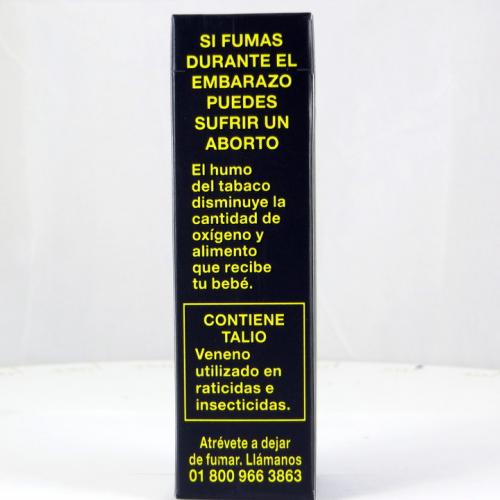 SI FUMAS
DURANTE EL
EMBARAZO
PUEDES
SUFRIR UN
ABORTO
El humo
del tabaco
disminuye la
cantidad de
oxígeno y
alimento
que recibe
tu bebé.
CONTIENE
TALIO
Veneno
utilizado en
raticidas e
insecticidas.
Atrévete a dejar
de fumar. Llámanos
01 800 966 3863